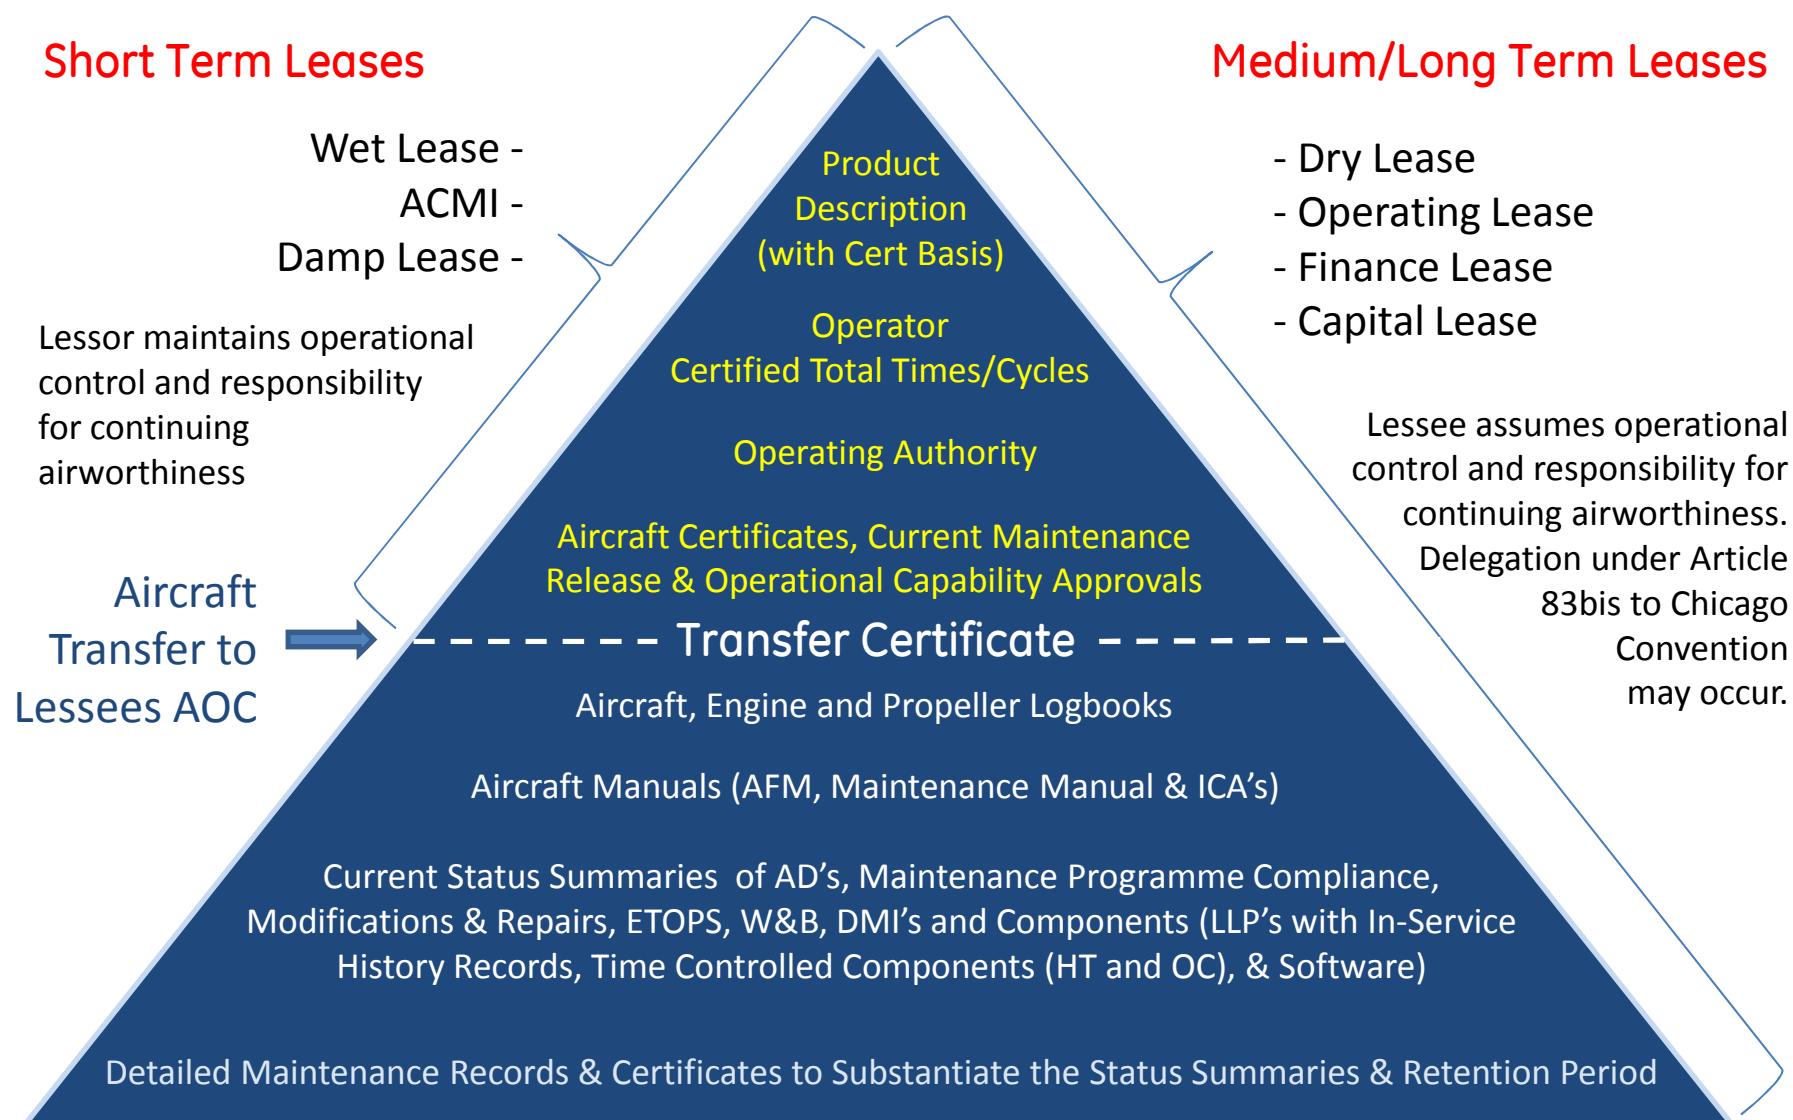 Short Term Leases
Wet Lease -
ACMI -
Damp Lease -
Lessor maintains operational
control and responsibility
for continuing
airworthiness
Aircraft
Transfer to
Lessees AOC
Product
Description
(with Cert Basis)
Operator
Certified Total Times/Cycles
Operating Authority
Aircraft Certificates, Current Maintenance
Release & Operational Capability Approvals
Transfer Certificate
Aircraft, Engine and Propeller Logbooks
Aircraft Manuals (AFM, Maintenance Manual & ICA's)
Current Status Summaries of AD's, Maintenance Programme Compliance,
Modifications & Repairs, ETOPS, W&B, DMI's and Components (LLP's with In-Service
History Records, Time Controlled Components (HT and OC), & Software)
Detailed Maintenance Records & Certificates to Substantiate the Status Summaries & Retention Period
Medium/Long Term Leases
- Dry Lease
- Operating Lease
- Finance Lease
- Capital Lease
Lessee assumes operational
control and responsibility for
continuing airworthiness.
Delegation under Article
83bis to Chicago
Convention
may occur.